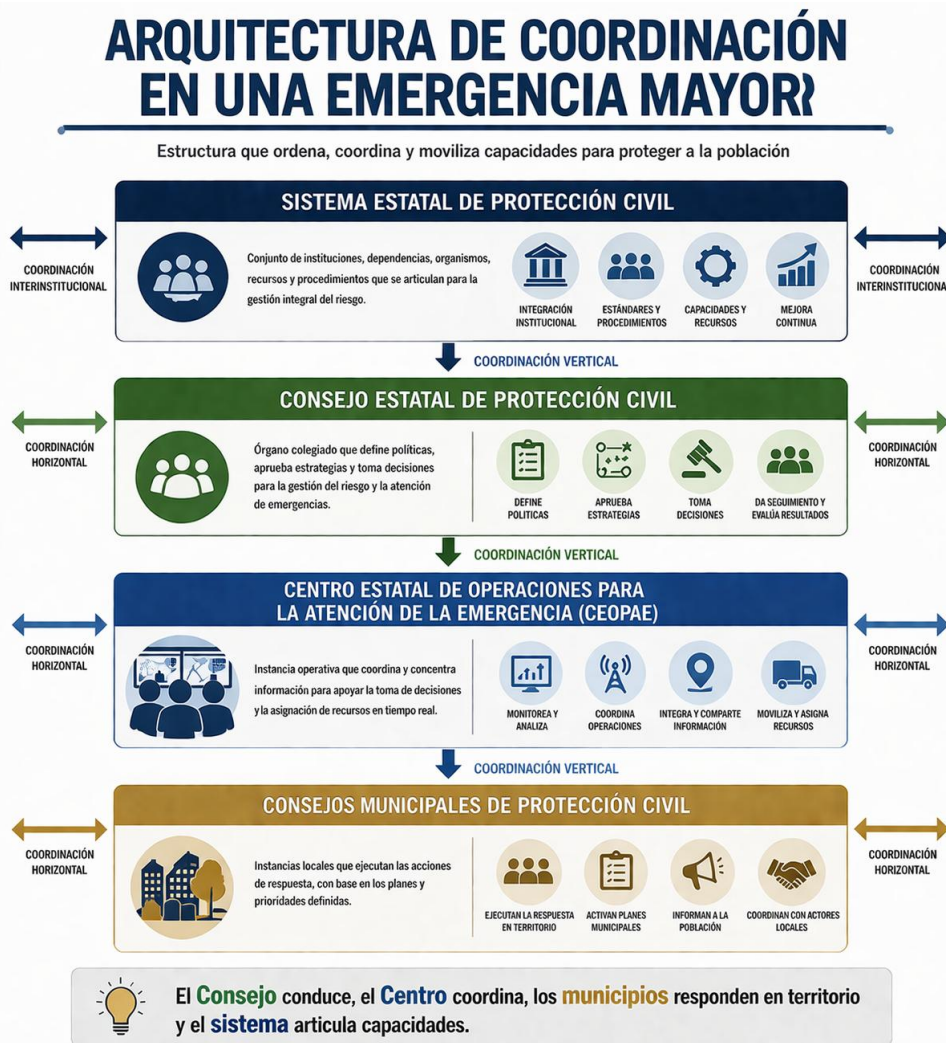 ARQUITECTURA DE COORDINACIÓN
EN UNA EMERGENCIA MAYOR
Estructura que ordena, coordina y moviliza capacidades para proteger a la población
SISTEMA ESTATAL DE PROTECCIÓN CIVIL
COORDINACIÓN
INTERINSTITUCIONAL
Conjunto de instituciones, dependencias, organismos,
recursos y procedimientos que se articulan para la
gestión integral del riesgo.
INTEGRACIÓN
INSTITUCIONAL
ESTÁNDARES Y
PROCEDIMIENTOS
CAPACIDADES Y
RECURSOS
MEJORA
CONTINUA
COORDINACIÓN
INTERINSTITUCIONA
COORDINACIÓN VERTICAL
CONSEJO ESTATAL DE PROTECCIÓN CIVIL
COORDINACIÓN
HORIZONTAL
Órgano colegiado que define políticas,
aprueba estrategias y toma decisiones
para la gestión del riesgo y la atención
de emergencias.
DEFINE
POLITICAS
APRUEBA
ESTRATEGIAS
TOMA
DECISIONES
DA SEGUIMIENTO Y
EVALÚA RESULTADOS
COORDINACIÓN
HORIZONTAL
COORDINACIÓN VERTICAL
CENTRO ESTATAL DE OPERACIONES PARA
LA ATENCIÓN DE LA EMERGENCIA (CEOPAE)
COORDINACIÓN
HORIZONTAL
Instancia operativa que coordina y concentra
información para apoyar la toma de decisiones
y la asignación de recursos en tiempo real.
MONITOREA Y
ANALIZA
COORDINA
OPERACIONES
INTEGRA Y COMPARTE
INFORMACIÓN
MOVILIZA Y ASIGNA
RECURSOS
COORDINACIÓN
HORIZONTAL
COORDINACIÓN VERTICAL
CONSEJOS MUNICIPALES DE PROTECCIÓN CIVIL
COORDINACIÓN
HORIZONTAL
Instancias locales que ejecutan las acciones
de respuesta, con base en los planes y
prioridades definidas.
EJECUTAN LA RESPUESTA
EN TERRITORIO
ACTIVAN PLANES
MUNICIPALES
INFORMAN A LA
POBLACIÓN
COORDINAN CON ACTORES
LOCALES
COORDINACIÓN
HORIZONTAL
El Consejo conduce, el Centro coordina, los municipios responden en territorio
y el sistema articula capacidades.